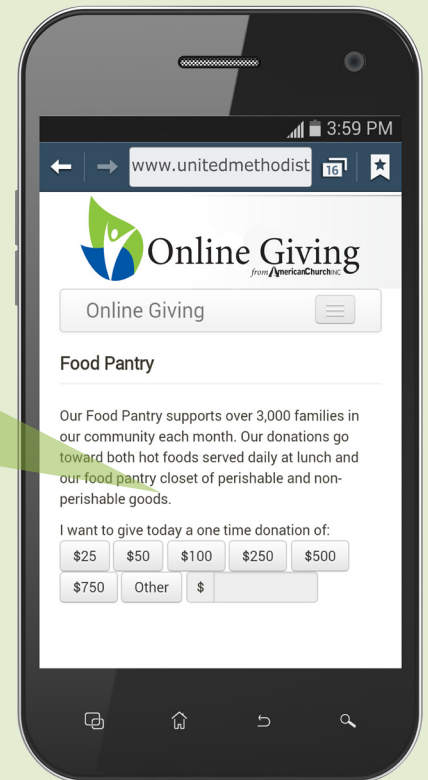 3:59 PM
www.unitedmethodist
16
Online Giving
from AmericanChurch INC
Online Giving
Food Pantry
Our Food Pantry supports over 3,000 families in
our community each month. Our donations go
toward both hot foods served daily at lunch and
our food pantry closet of perishable and non-
perishable goods.
I want to give today a one time donation of:
$25 $50 $100 $250 $500
$750 Other $